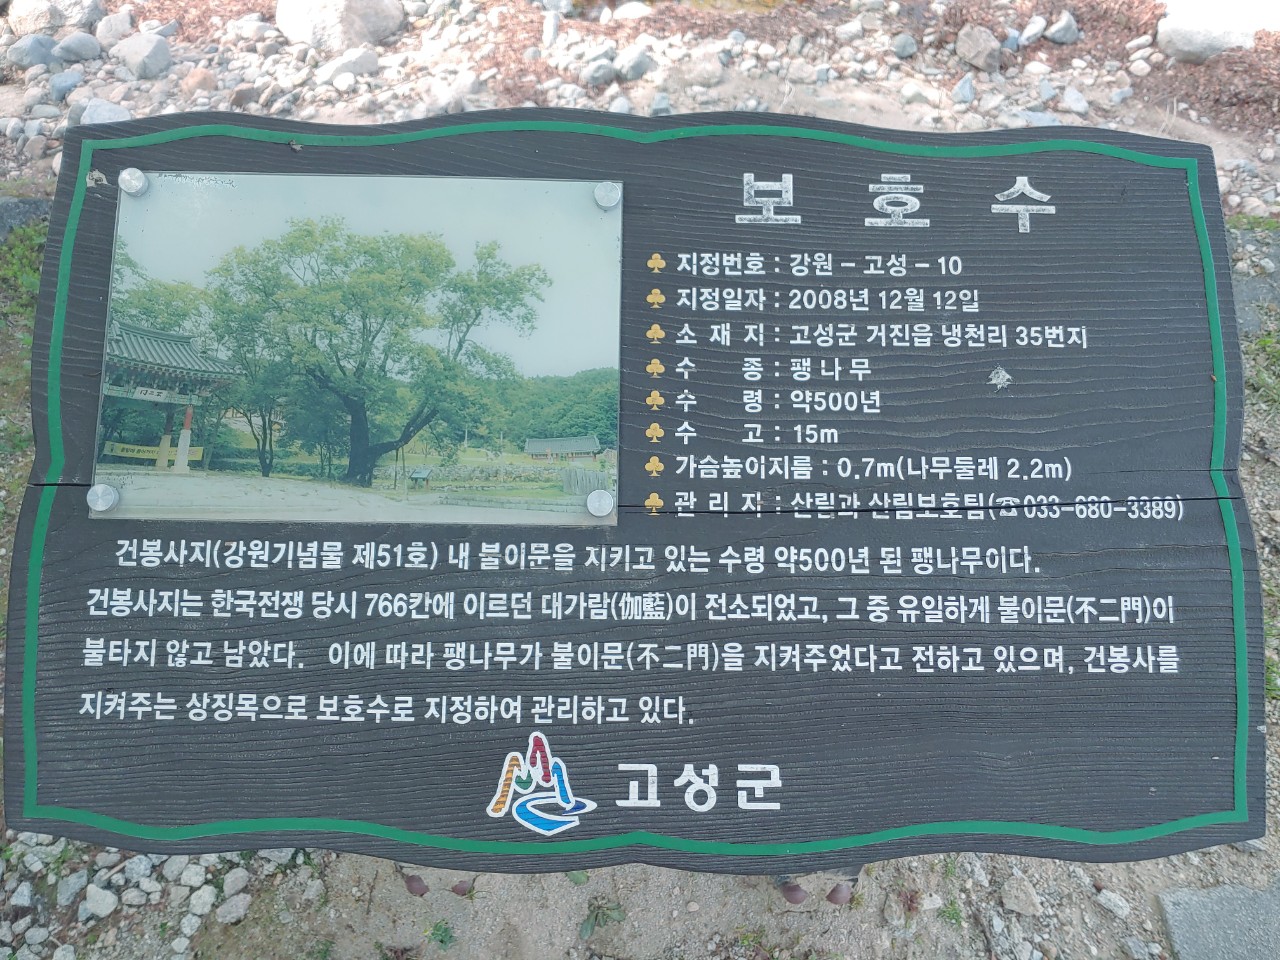 보 호 수
지정번호 : 강원 - 고성 - 10
지정일자 : 2008년 12월 12일
소 재 지 : 고성군 거진읍 냉천리 35번지
수 종 : 팽나무
수 령 : 약500년
수 고 : 15m
가슴높이지름 : 0.7m(나무둘레 2.2m)
관 리 자 : 산림과 산림보호팀(☎033-680-3389)
건봉사지(강원기념물 제51호) 내 불이문을 지키고 있는 수령 약500년 된 팽나무이다.
건봉사지는 한국전쟁 당시 766칸에 이르던 대가람(伽藍)이 전소되었고, 그 중 유일하게 불이문(不二門)이
불타지 않고 남았다. 이에 따라 팽나무가 불이문(不二門)을 지켜주었다고 전하고 있으며, 건봉사를
지켜주는 상징목으로 보호수로 지정하여 관리하고 있다.
고성군